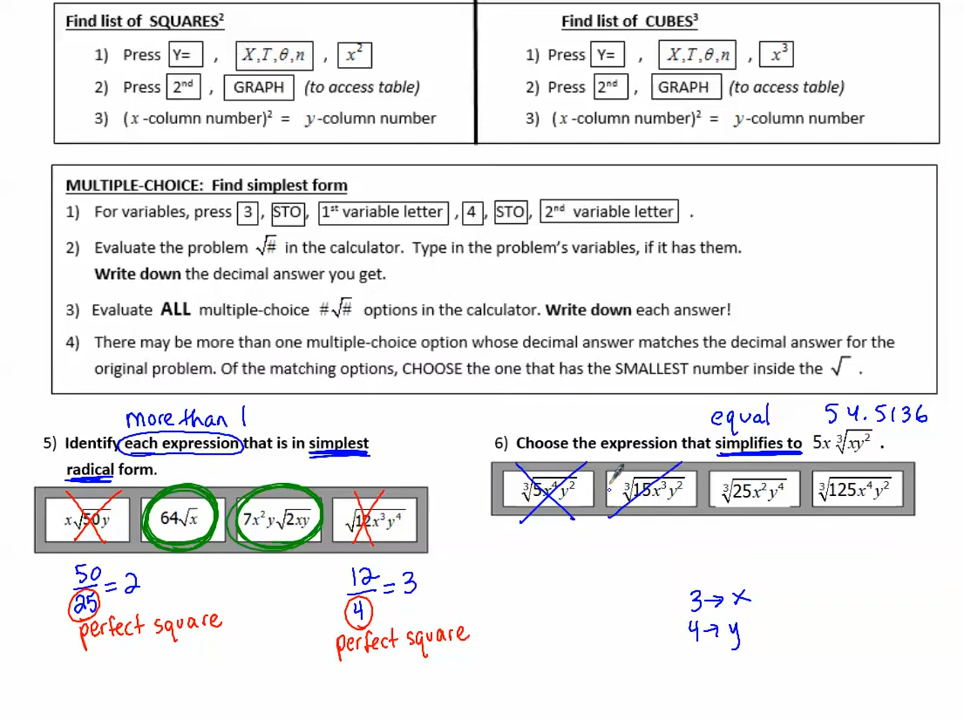 Find list of SQUARES²
1) Press Y= , X,T,θ,n , x²
2) Press 2nd , GRAPH (to access table)
3) (x -column number)² = y-column number
Find list of CUBES³
1) Press Y= , X,T,θ,n , x³
2) Press 2nd , GRAPH (to access table)
3) (x -column number)² = y-column number
MULTIPLE-CHOICE: Find simplest form
1) For variables, press 3 , STO , 1st variable letter , 4 , STO , 2nd variable letter .
2) Evaluate the problem √# in the calculator. Type in the problem's variables, if it has them.
Write down the decimal answer you get.
3) Evaluate ALL multiple-choice #√# options in the calculator. Write down each answer!
4) There may be more than one multiple-choice option whose decimal answer matches the decimal answer for the
original problem. Of the matching options, CHOOSE the one that has the SMALLEST number inside the √ .
more than 1
5) Identify each expression that is in simplest
radical form.
x√50y 64√x 7x²y√2xy √12x³y⁴
50/25 = 2 12/4 = 3
perfect square perfect square
equal 54.5136
6) Choose the expression that simplifies to 5x ∛xy² .
∛5x⁴y² ∛15x³y² ∛25x²y⁴ ∛125x⁴y²
3→x
4→y